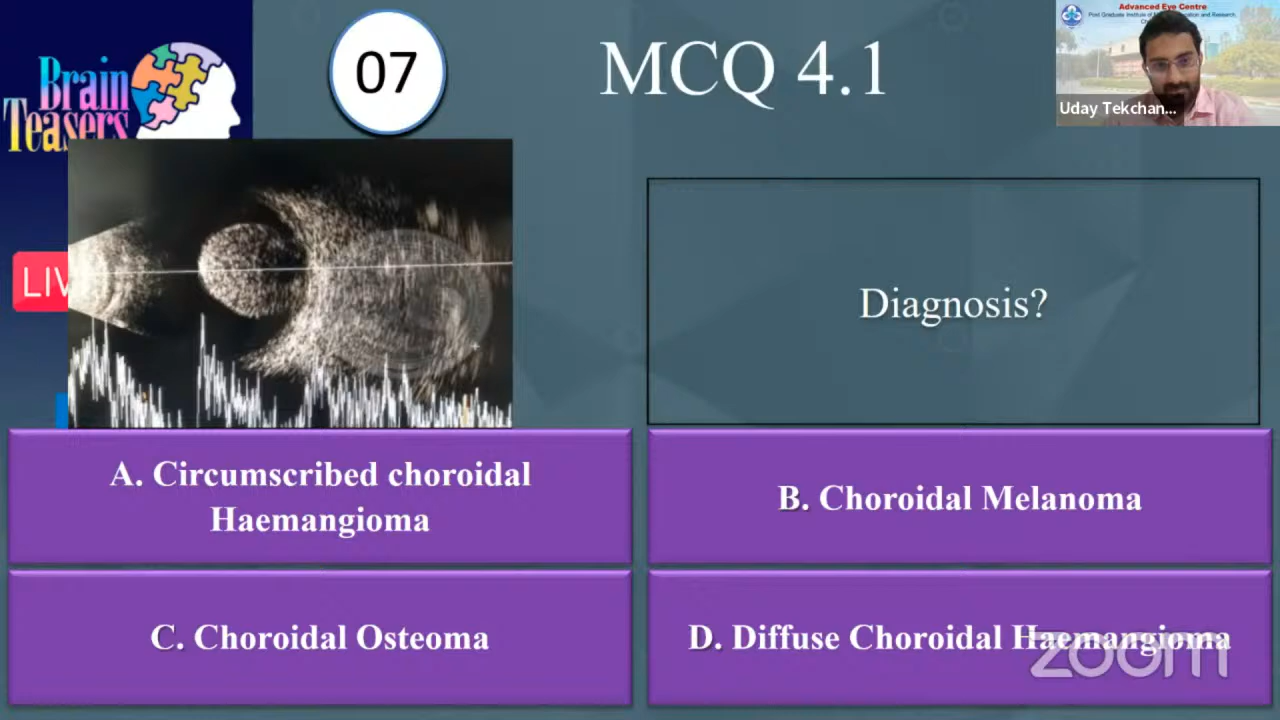 Brain
Teasers
07
MCQ 4.1
Advanced Eye Centre
Uday Tekchan...
LIV
Diagnosis?
A. Circumscribed choroidal
Haemangioma
B. Choroidal Melanoma
C. Choroidal Osteoma
D. Diffuse Choroidal Haemangioma
zoom